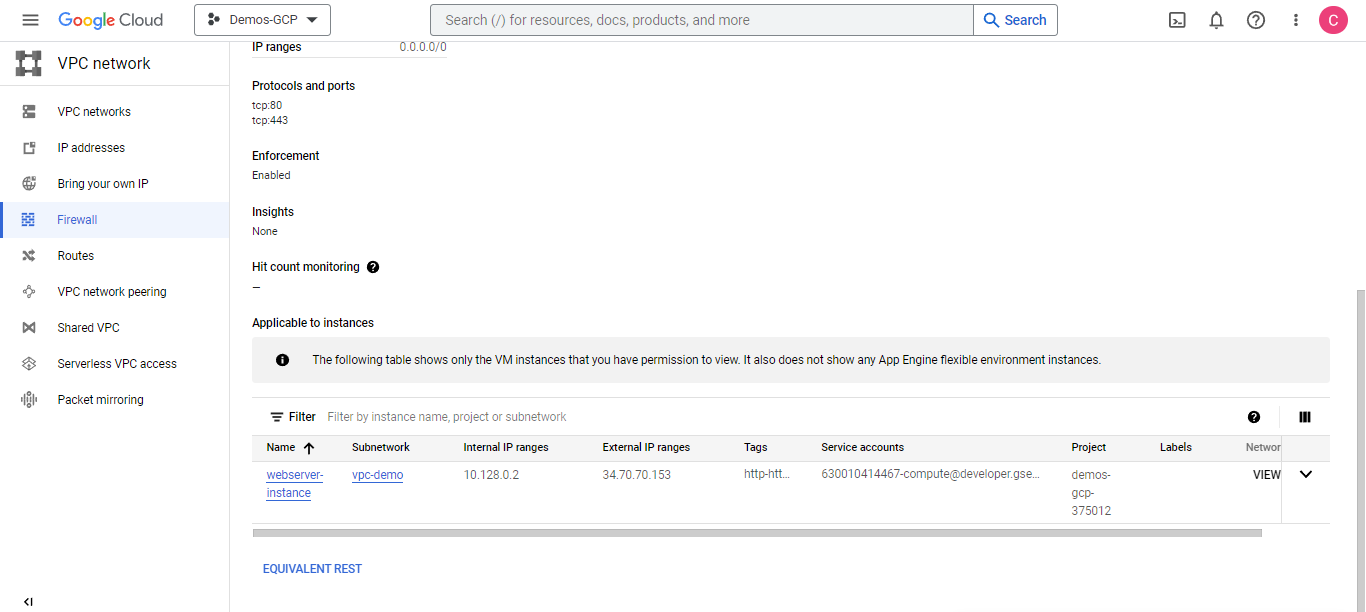 Google Cloud
Demos-GCP
Search (/) for resources, docs, products, and more
Search
C
VPC network
VPC networks
IP addresses
Bring your own IP
Firewall
Routes
VPC network peering
Shared VPC
Serverless VPC access
Packet mirroring
IP ranges 0.0.0.0/0
Protocols and ports
tcp:80
tcp:443
Enforcement
Enabled
Insights
None
Hit count monitoring
—
Applicable to instances
The following table shows only the VM instances that you have permission to view. It also does not show any App Engine flexible environment instances.
Filter Filter by instance name, project or subnetwork
Name Subnetwork Internal IP ranges External IP ranges Tags Service accounts Project Labels Networ
webserver- vpc-demo 10.128.0.2 34.70.70.153 http-htt... 630010414467-compute@developer.gse... demos- VIEW
instance gcp-
375012
EQUIVALENT REST